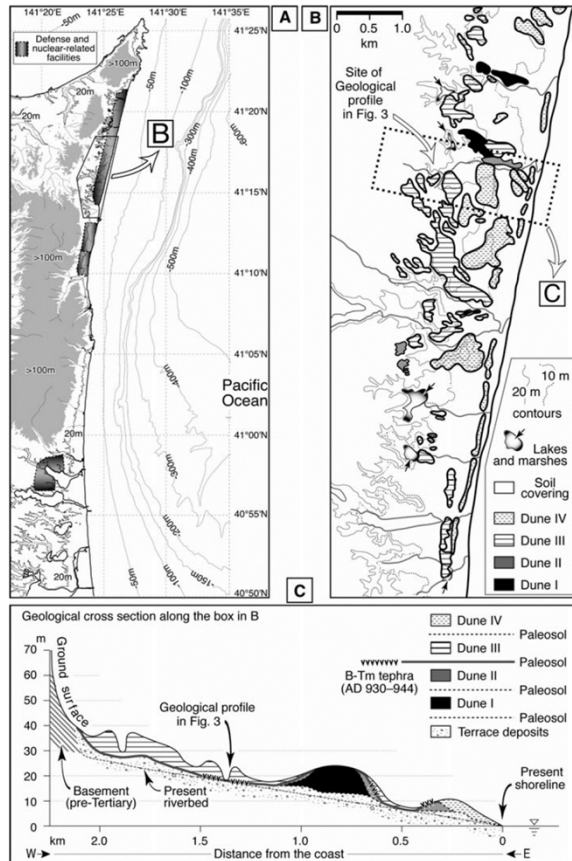 141°20'E
141°25'E
141°30'E
141°35'E
A
-50m
Defense and
nuclear-related
facilities
>100m
41°25'N
20m
20m
>100m
-50m
-100m
-300m
-400m
-600m
41°20'N
B
41°15'N
-500m
>100m
41°10'N
41°05'N
>100m
-400m
Pacific
Ocean
41°00'N
20m
-300m
40°55'N
-200m
-150m
-100m
-50m
20m
40°50'N
B
0 0.5 1.0
km
Site of
Geological
profile
in Fig. 3
C
10 m
20 m
contours
Lakes
and marshes
Soil
covering
Dune IV
Dune III
Dune II
Dune I
C
Geological cross section along the box in B
m
70
60
50
40
30
20
10
0
Ground surface
Geological
profile
in Fig. 3
Basement
(pre-Tertiary)
Present
riverbed
Dune IV
Paleosol
Dune III
B-Tm tephra
(AD 930–944)
Paleosol
Dune II
Paleosol
Dune I
Paleosol
Terrace deposits
Present
shoreline
km 2.0 1.5 1.0 0.5 0
W Distance from the coast E